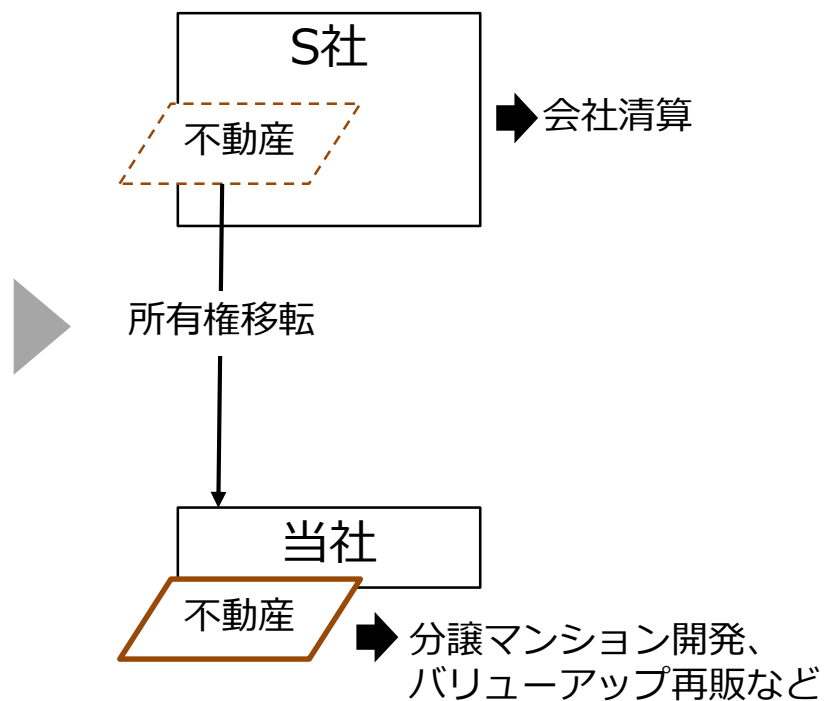 S社
不動産
会社清算
所有権移転
当社
不動産
分譲マンション開発、
バリューアップ再販など